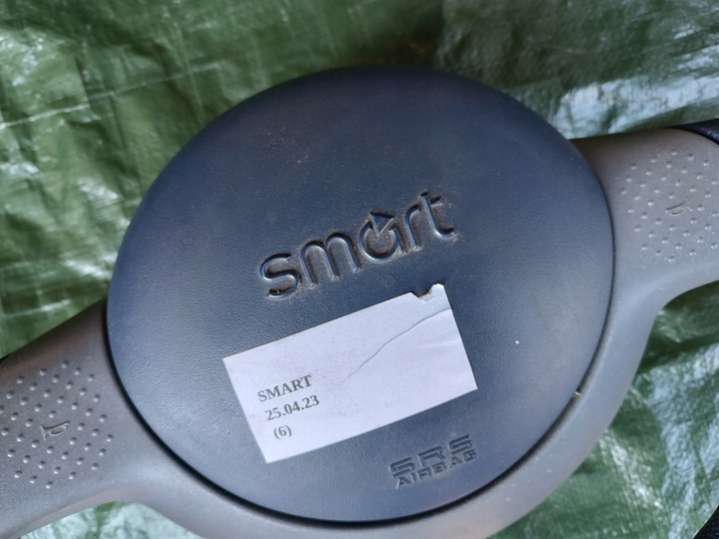 smart
SMART
25.04.23
(6)
SRS
AIRBAG